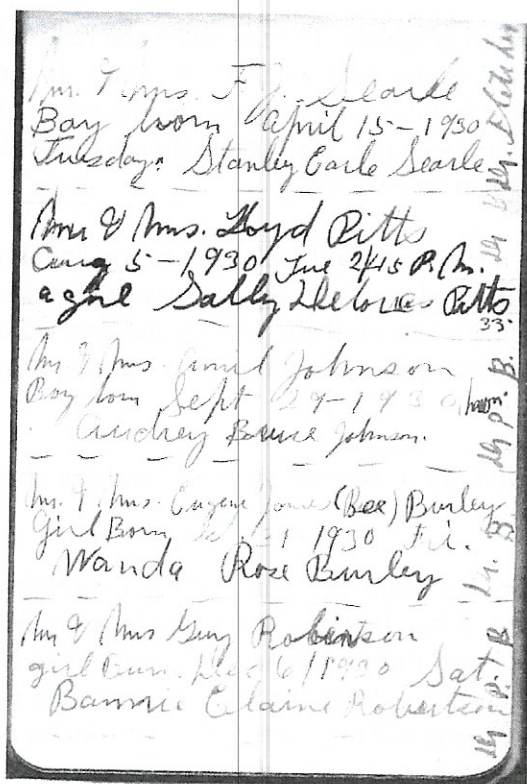 Mr. & Mrs. F. J. Searle
Boy born April 15-1930
Tuesday. Stanley Earle Searle
Mr & Mrs. Lloyd Pitts
Aug 5-1930 Tue 2/45 P.M.
a girl Sally Delores Pitts
33.
Mr & Mrs. Johnson
Boy born Sept 29-1930
Audrey Bruce Johnson.
Mr. & Mrs. Eugene Jones (Bee) Burley
Girl Born 1930 Fri.
Wanda Rose Burley
Mr & Mrs Guy Robinson
girl Born. Dec 6/1930 Sat.
Elaine Robertson